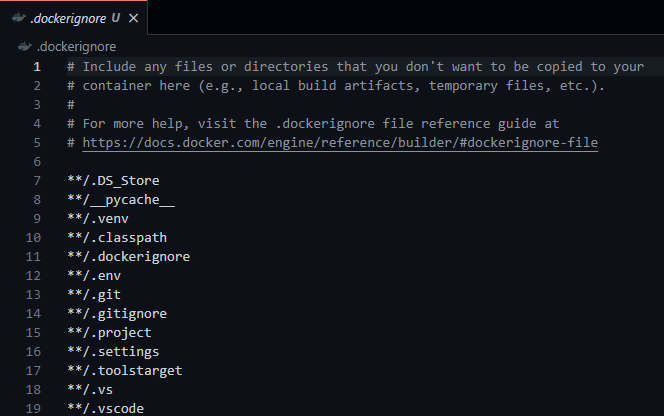 .dockerignore U ×
.dockerignore
1 # Include any files or directories that you don't want to be copied to your
2 # container here (e.g., local build artifacts, temporary files, etc.).
3 #
4 # For more help, visit the .dockerignore file reference guide at
5 # https://docs.docker.com/engine/reference/builder/#dockerignore-file
6
7 **/.DS_Store
8 **/__pycache__
9 **/.venv
10 **/.classpath
11 **/.dockerignore
12 **/.env
13 **/.git
14 **/.gitignore
15 **/.project
16 **/.settings
17 **/.toolstarget
18 **/.vs
19 **/.vscode